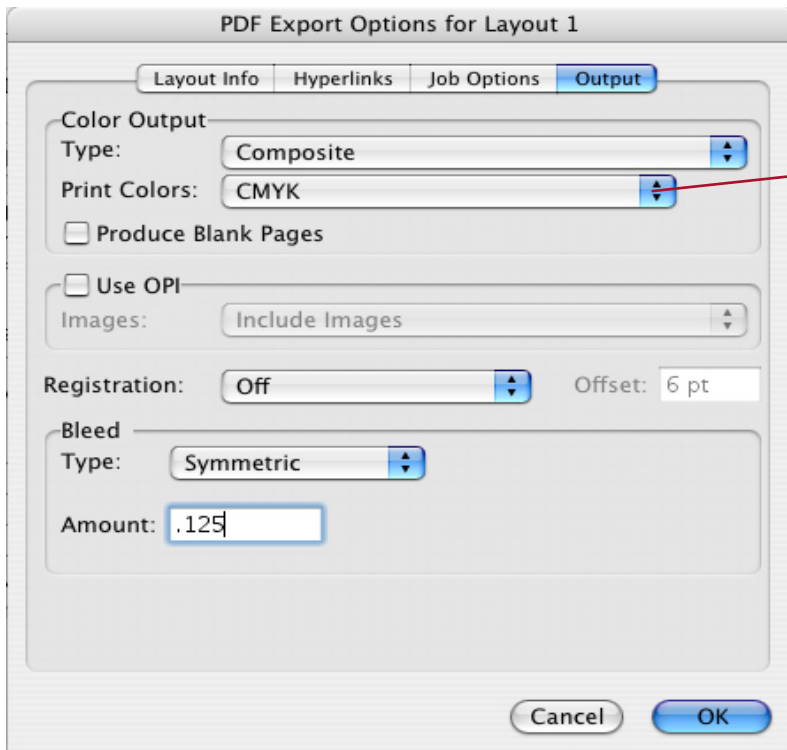 PDF Export Options for Layout 1
Layout Info Hyperlinks Job Options Output
Color Output
Type: Composite
Print Colors: CMYK
Produce Blank Pages
Use OPI
Images: Include Images
Registration: Off Offset: 6 pt
Bleed
Type: Symmetric
Amount: .125
Cancel OK